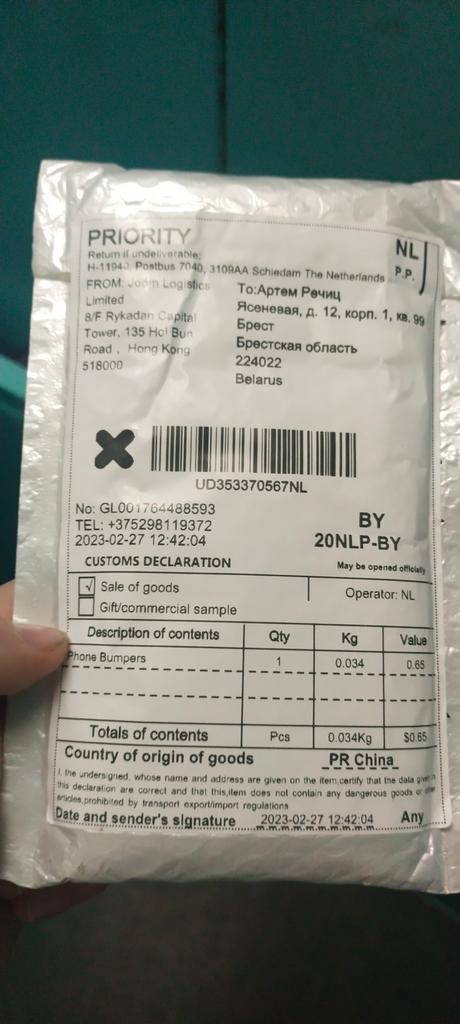 PRIORITY
Return if undeliverable;
H-11940, Postbus 7040, 3109AA Schiedam The Netherlands
NL
P.P.
FROM: Joom Logistics
Limited
8/F Rykadan Capital
Tower, 135 Hoi Bun
Road , Hong Kong
518000
To:Артем Речиц
Ясеневая, д. 12, корп. 1, кв. 99
Брест
Брестская область
224022
Belarus
UD353370567NL
No: GL001764488593
TEL: +375298119372
2023-02-27 12:42:04
BY
20NLP-BY
CUSTOMS DECLARATION
May be opened officially
√ Sale of goods
Gift/commercial sample
Operator: NL
Description of contents Qty Kg Value
Phone Bumpers 1 0.034 0.65
Totals of contents Pcs 0.034Kg $0.65
Country of origin of goods PR China
I, the undersigned, whose name and address are given on the item,certify that the data given in
this declaration are correct and that this,item does not contain any dangerous goods or other
articles,prohibited by transport export/import regulations
Date and sender's signature 2023-02-27 12:42:04 Any